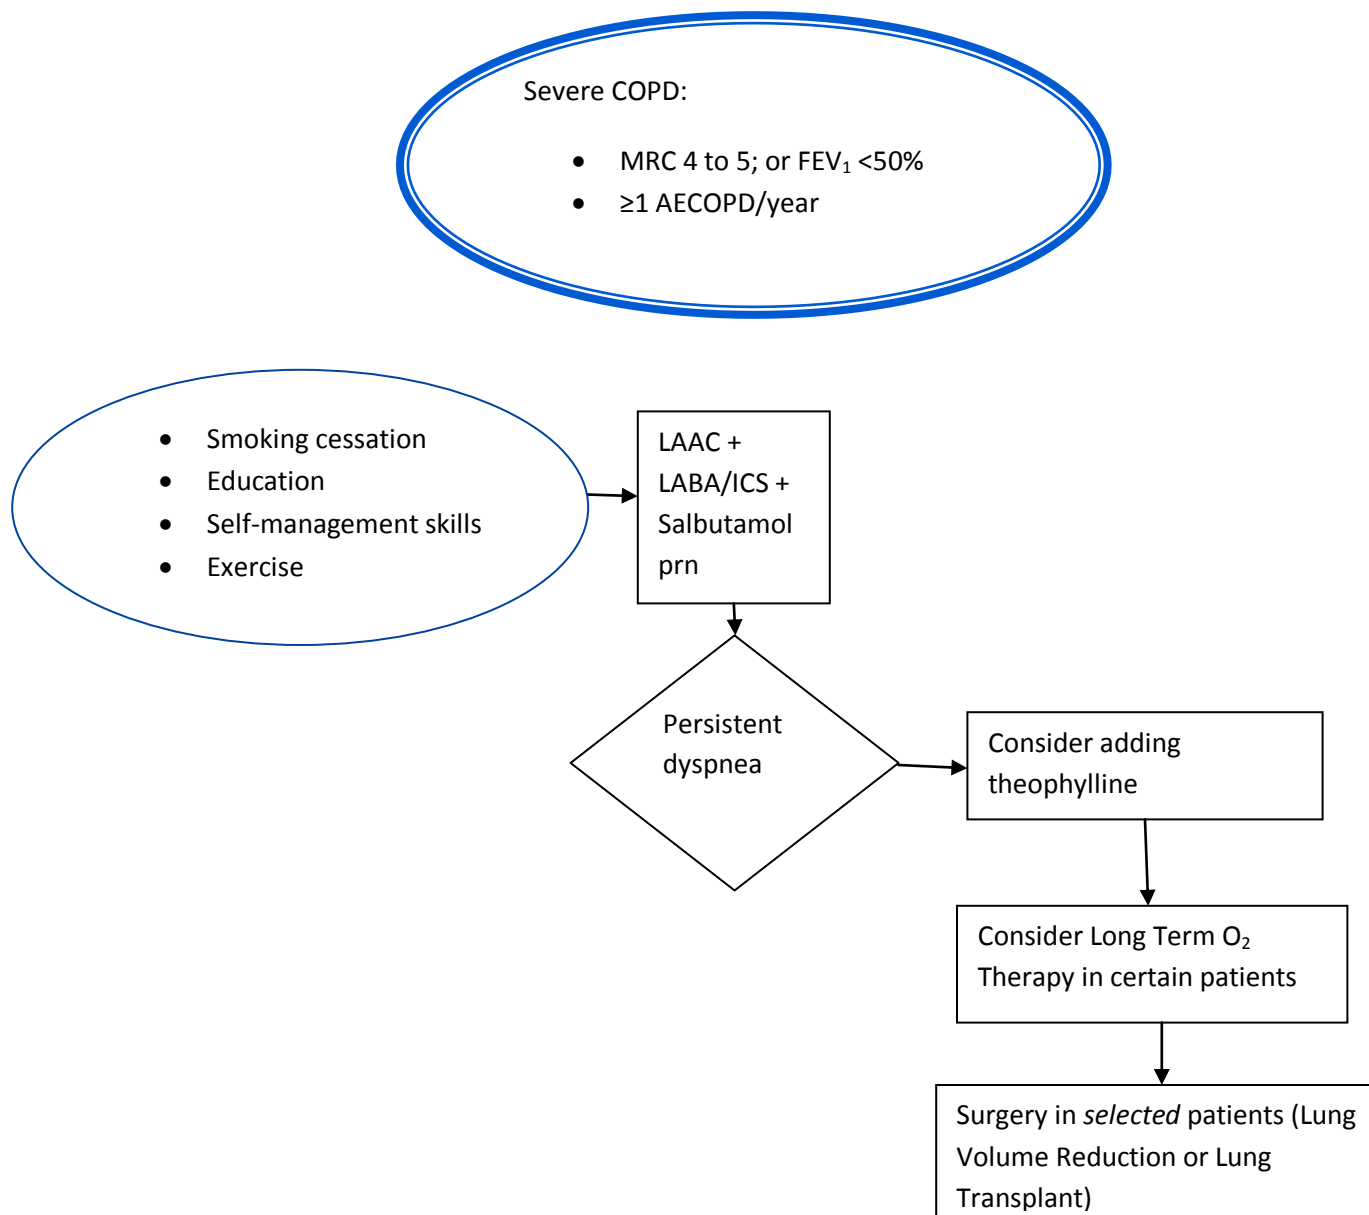 Severe COPD:
• MRC 4 to 5; or FEV₁ <50%
• ≥1 AECOPD/year
• Smoking cessation
• Education
• Self-management skills
• Exercise
LAAC +
LABA/ICS +
Salbutamol
prn
Persistent
dyspnea
Consider adding
theophylline
Consider Long Term O₂
Therapy in certain patients
Surgery in selected patients (Lung
Volume Reduction or Lung
Transplant)